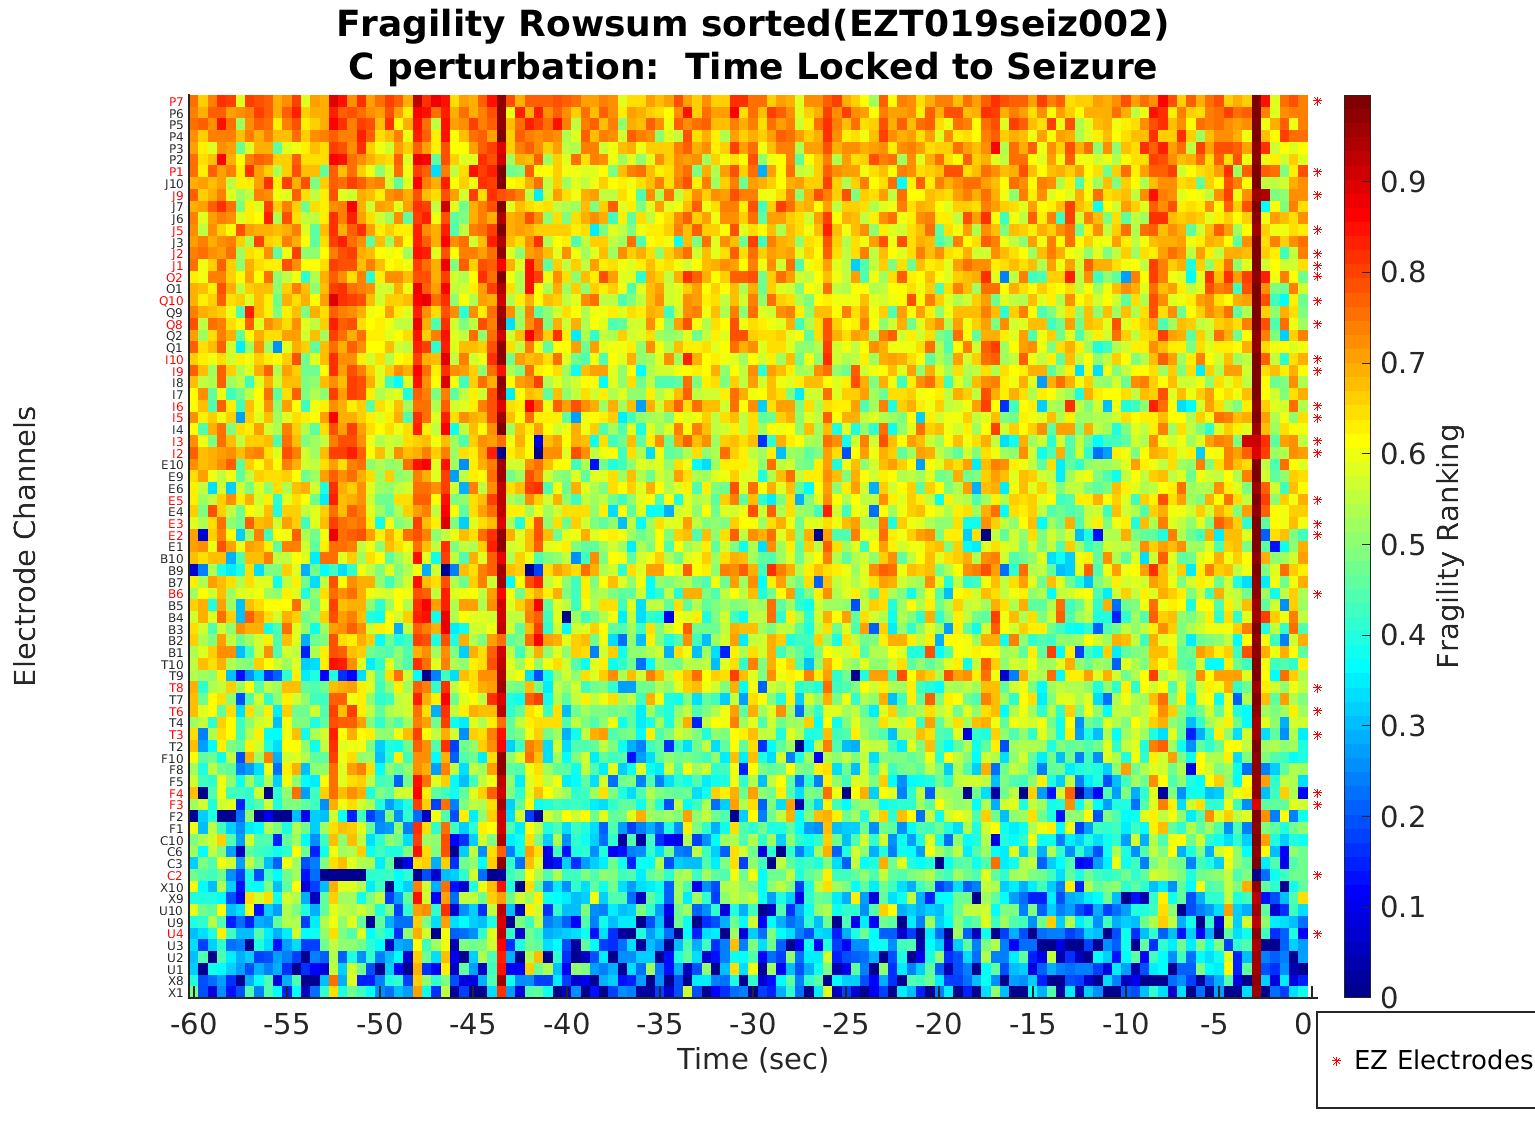 Fragility Rowsum sorted(EZT019seiz002)
C perturbation:  Time Locked to Seizure
Electrode Channels
P7
P6
P5
P4
P3
P2
P1
J10
J9
J7
J6
J5
J3
J2
J1
O2
O1
Q10
Q9
Q8
Q2
Q1
I10
I9
I8
I7
I6
I5
I4
I3
I2
E10
E9
E6
E5
E4
E3
E2
E1
B10
B9
B7
B6
B5
B4
B3
B2
B1
T10
T9
T8
T7
T6
T4
T3
T2
F10
F8
F5
F4
F3
F2
F1
C10
C6
C3
C2
X10
X9
U10
U9
U4
U3
U2
U1
X8
X1
-60 -55 -50 -45 -40 -35 -30 -25 -20 -15 -10 -5 0
Time (sec)
0.9
0.8
0.7
0.6
0.5
0.4
0.3
0.2
0.1
0
Fragility Ranking
EZ Electrodes